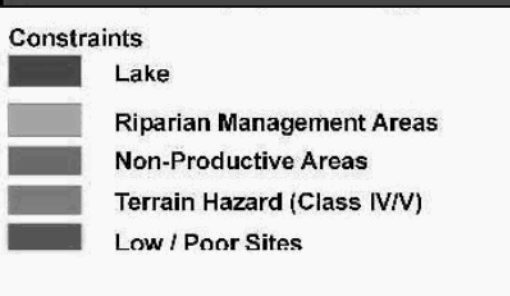 Constraints
Lake
Riparian Management Areas
Non-Productive Areas
Terrain Hazard (Class IV/V)
Low / Poor Sites